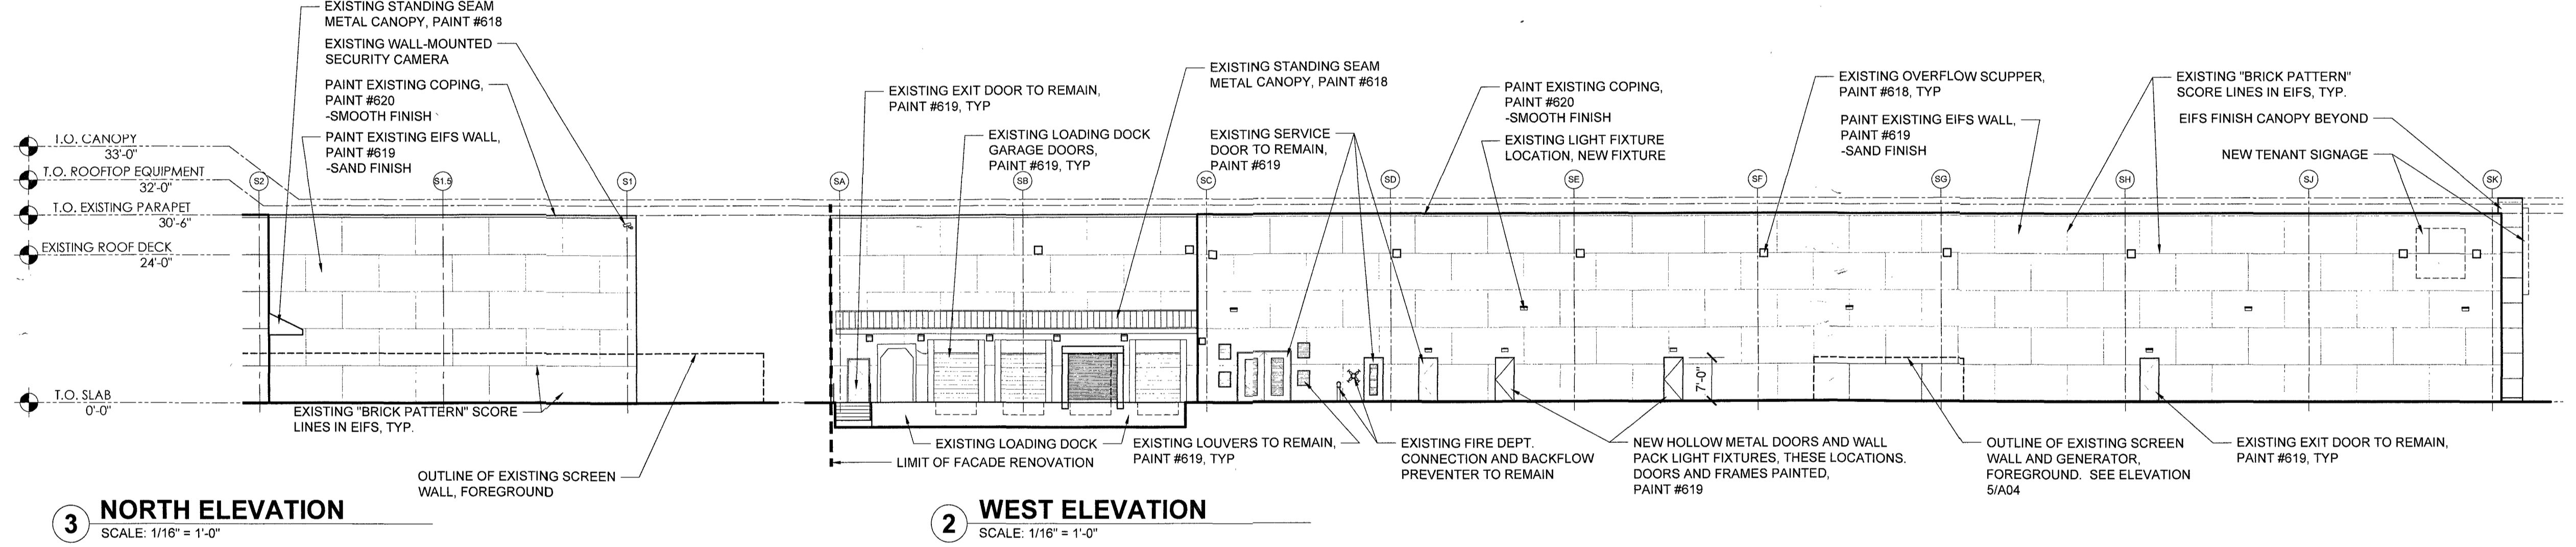 EXISTING STANDING SEAM
METAL CANOPY, PAINT #618
EXISTING WALL-MOUNTED
SECURITY CAMERA
PAINT EXISTING COPING,
PAINT #620
-SMOOTH FINISH
PAINT EXISTING EIFS WALL,
PAINT #619
-SAND FINISH
T.O. CANOPY
33'-0"
T.O. ROOFTOP EQUIPMENT
32'-0"
T.O. EXISTING PARAPET
30'-6"
EXISTING ROOF DECK
24'-0"
T.O. SLAB
0'-0"
S2
S1.5
S1
EXISTING "BRICK PATTERN" SCORE
LINES IN EIFS, TYP.
OUTLINE OF EXISTING SCREEN
WALL, FOREGROUND
3
NORTH ELEVATION
SCALE: 1/16" = 1'-0"
EXISTING EXIT DOOR TO REMAIN,
PAINT #619, TYP
EXISTING LOADING DOCK
GARAGE DOORS,
PAINT #619, TYP
EXISTING STANDING SEAM
METAL CANOPY, PAINT #618
EXISTING SERVICE
DOOR TO REMAIN,
PAINT #619
PAINT EXISTING COPING,
PAINT #620
-SMOOTH FINISH
EXISTING LIGHT FIXTURE
LOCATION, NEW FIXTURE
EXISTING OVERFLOW SCUPPER,
PAINT #618, TYP
PAINT EXISTING EIFS WALL,
PAINT #619
-SAND FINISH
EXISTING "BRICK PATTERN"
SCORE LINES IN EIFS, TYP.
EIFS FINISH CANOPY BEYOND
NEW TENANT SIGNAGE
SA
SB
SC
SD
SE
SF
SG
SH
SJ
SK
7'-0"
EXISTING LOADING DOCK
LIMIT OF FACADE RENOVATION
EXISTING LOUVERS TO REMAIN,
PAINT #619, TYP
EXISTING FIRE DEPT.
CONNECTION AND BACKFLOW
PREVENTER TO REMAIN
NEW HOLLOW METAL DOORS AND WALL
PACK LIGHT FIXTURES, THESE LOCATIONS.
DOORS AND FRAMES PAINTED,
PAINT #619
OUTLINE OF EXISTING SCREEN
WALL AND GENERATOR,
FOREGROUND. SEE ELEVATION
5/A04
EXISTING EXIT DOOR TO REMAIN,
PAINT #619, TYP
2
WEST ELEVATION
SCALE: 1/16" = 1'-0"